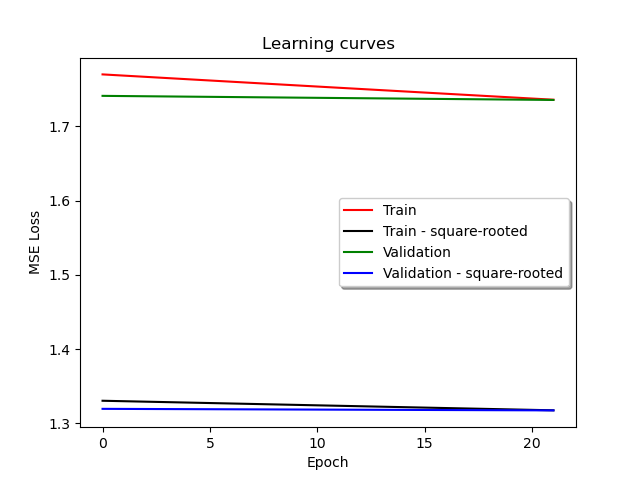 Learning curves
MSE Loss
1.7
1.6
1.5
1.4
1.3
Train
Train - square-rooted
Validation
Validation - square-rooted
0
5
10
15
20
Epoch